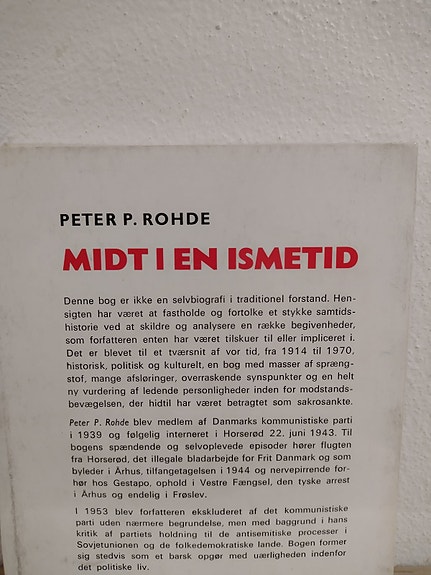 PETER P. ROHDE
MIDT I EN ISMETID
Denne bog er ikke en selvbiografi i traditionel forstand. Hen-
sigten har været at fastholde og fortolke et stykke samtids-
historie ved at skildre og analysere en række begivenheder,
som forfatteren enten har været tilskuer til eller impliceret i.
Det er blevet til et tværsnit af vor tid, fra 1914 til 1970,
historisk, politisk og kulturelt, en bog med masser af spræng-
stof, mange afsløringer, overraskende synspunkter og en helt
ny vurdering af ledende personligheder inden for modstands-
bevægelsen, der hidtil har været betragtet som sakrosankte.
Peter P. Rohde blev medlem af Danmarks kommunistiske parti
i 1939 og følgelig interneret i Horserød 22. juni 1943. Til
bogens spændende og selvoplevede episoder hører flugten
fra Horserød, det illegale bladarbejde for Frit Danmark og som
byleder i Århus, tilfangetagelsen i 1944 og nervepirrende for-
hør hos Gestapo, ophold i Vestre Fængsel, den tyske arrest
i Århus og endelig i Frøslev.
I 1953 blev forfatteren ekskluderet af det kommunistiske
parti uden nærmere begrundelse, men med baggrund i hans
kritik af partiets holdning til de antisemitiske processer i
Sovjetunionen og de folkedemokratiske lande. Bogen former
sig stedvis som et barsk opgør med uærligheden indenfor
det politiske liv.